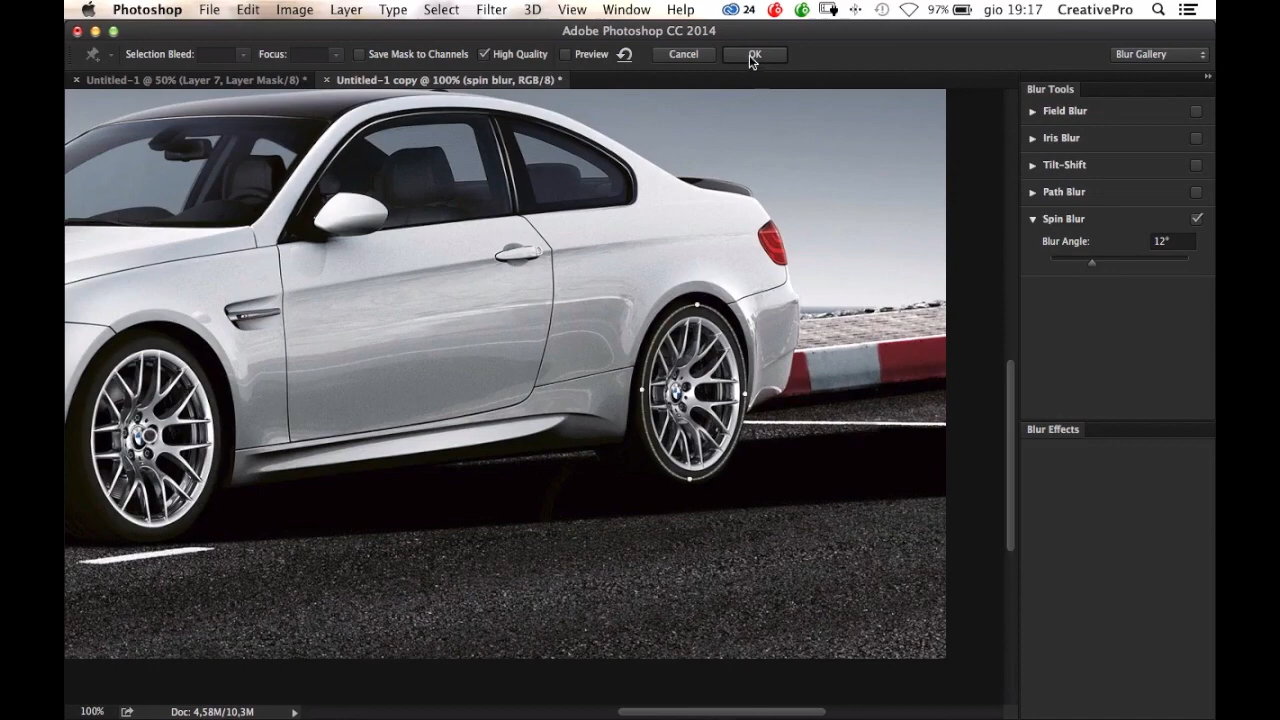 Photoshop File Edit Image Layer Type Select Filter 3D View Window Help 24 97% gio 19:17 CreativePro
Adobe Photoshop CC 2014
Selection Bleed: Focus: Save Mask to Channels High Quality Preview Cancel OK Blur Gallery
Untitled-1 @ 50% (Layer 7, Layer Mask/8) * Untitled-1 copy @ 100% (spin blur, RGB/8) *
Blur Tools
Field Blur
Iris Blur
Tilt-Shift
Path Blur
Spin Blur
Blur Angle: 12°
Blur Effects
100% Doc: 4,58M/10,3M